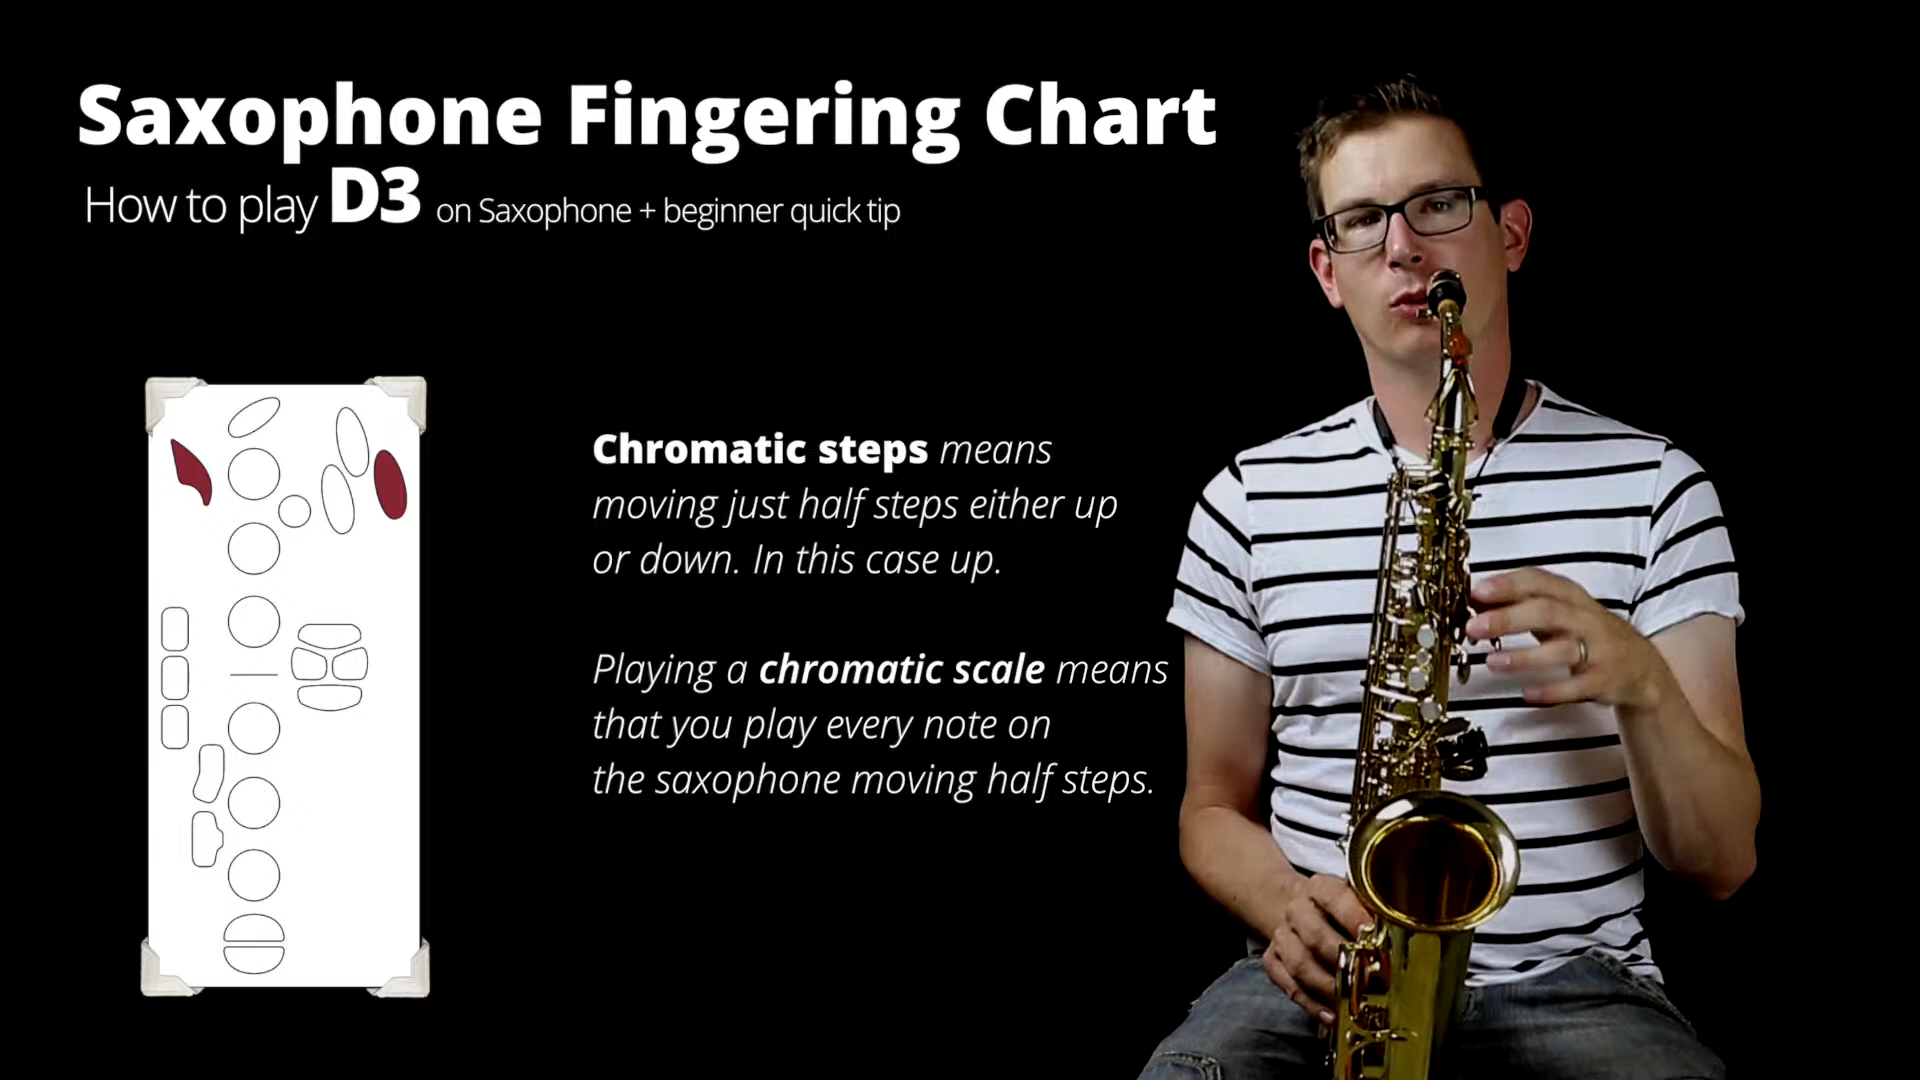 Saxophone Fingering Chart
How to play D3 on Saxophone + beginner quick tip
Chromatic steps means
moving just half steps either up
or down. In this case up.
Playing a chromatic scale means
that you play every note on
the saxophone moving half steps.